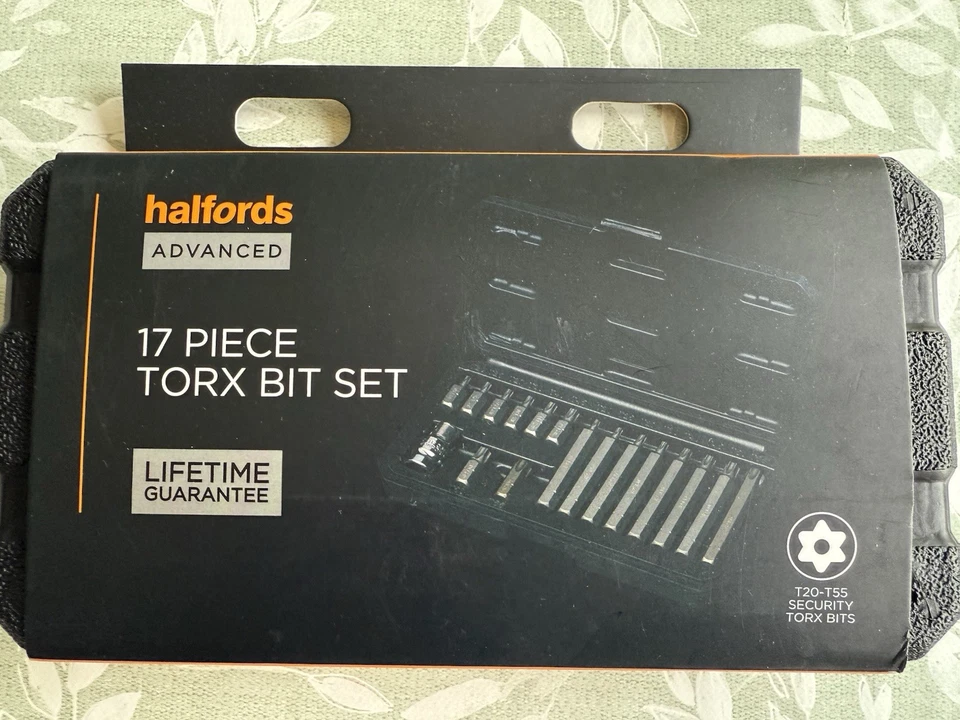 halfords
ADVANCED
17 PIECE
TORX BIT SET
LIFETIME
GUARANTEE
T20-T55
SECURITY
TORX BITS